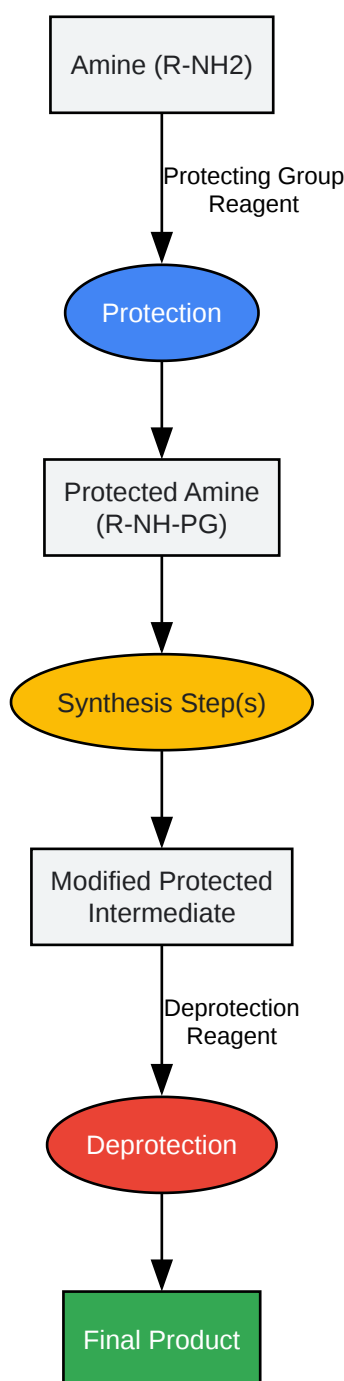 Amine (R-NH2)
Protecting Group
Reagent
Protection
Protected Amine
(R-NH-PG)
Synthesis Step(s)
Modified Protected
Intermediate
Deprotection
Reagent
Deprotection
Final Product